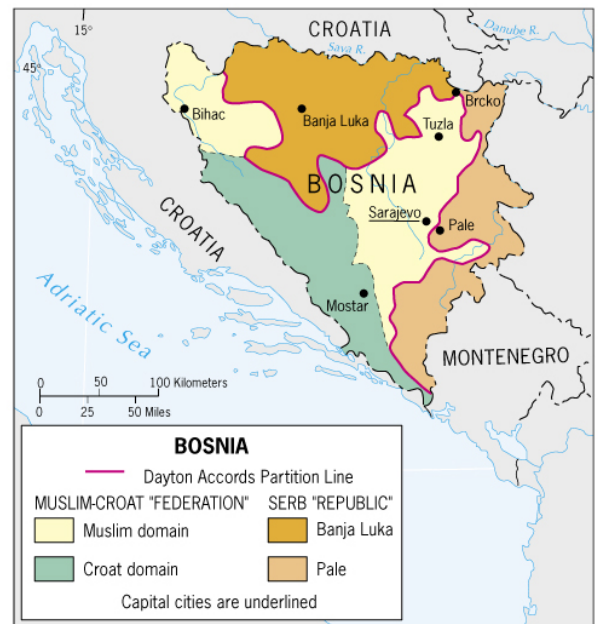 15°
CROATIA
Danube R.
Sava R.
45°
Brcko
Bihac
Banja Luka
Tuzla
BOSNIA
CROATIA
Sarajevo
Pale
Adriatic Sea
Mostar
MONTENEGRO
0 50 100 Kilometers
0 25 50 Miles
BOSNIA
Dayton Accords Partition Line
MUSLIM-CROAT "FEDERATION" SERB "REPUBLIC"
Muslim domain Banja Luka
Croat domain Pale
Capital cities are underlined